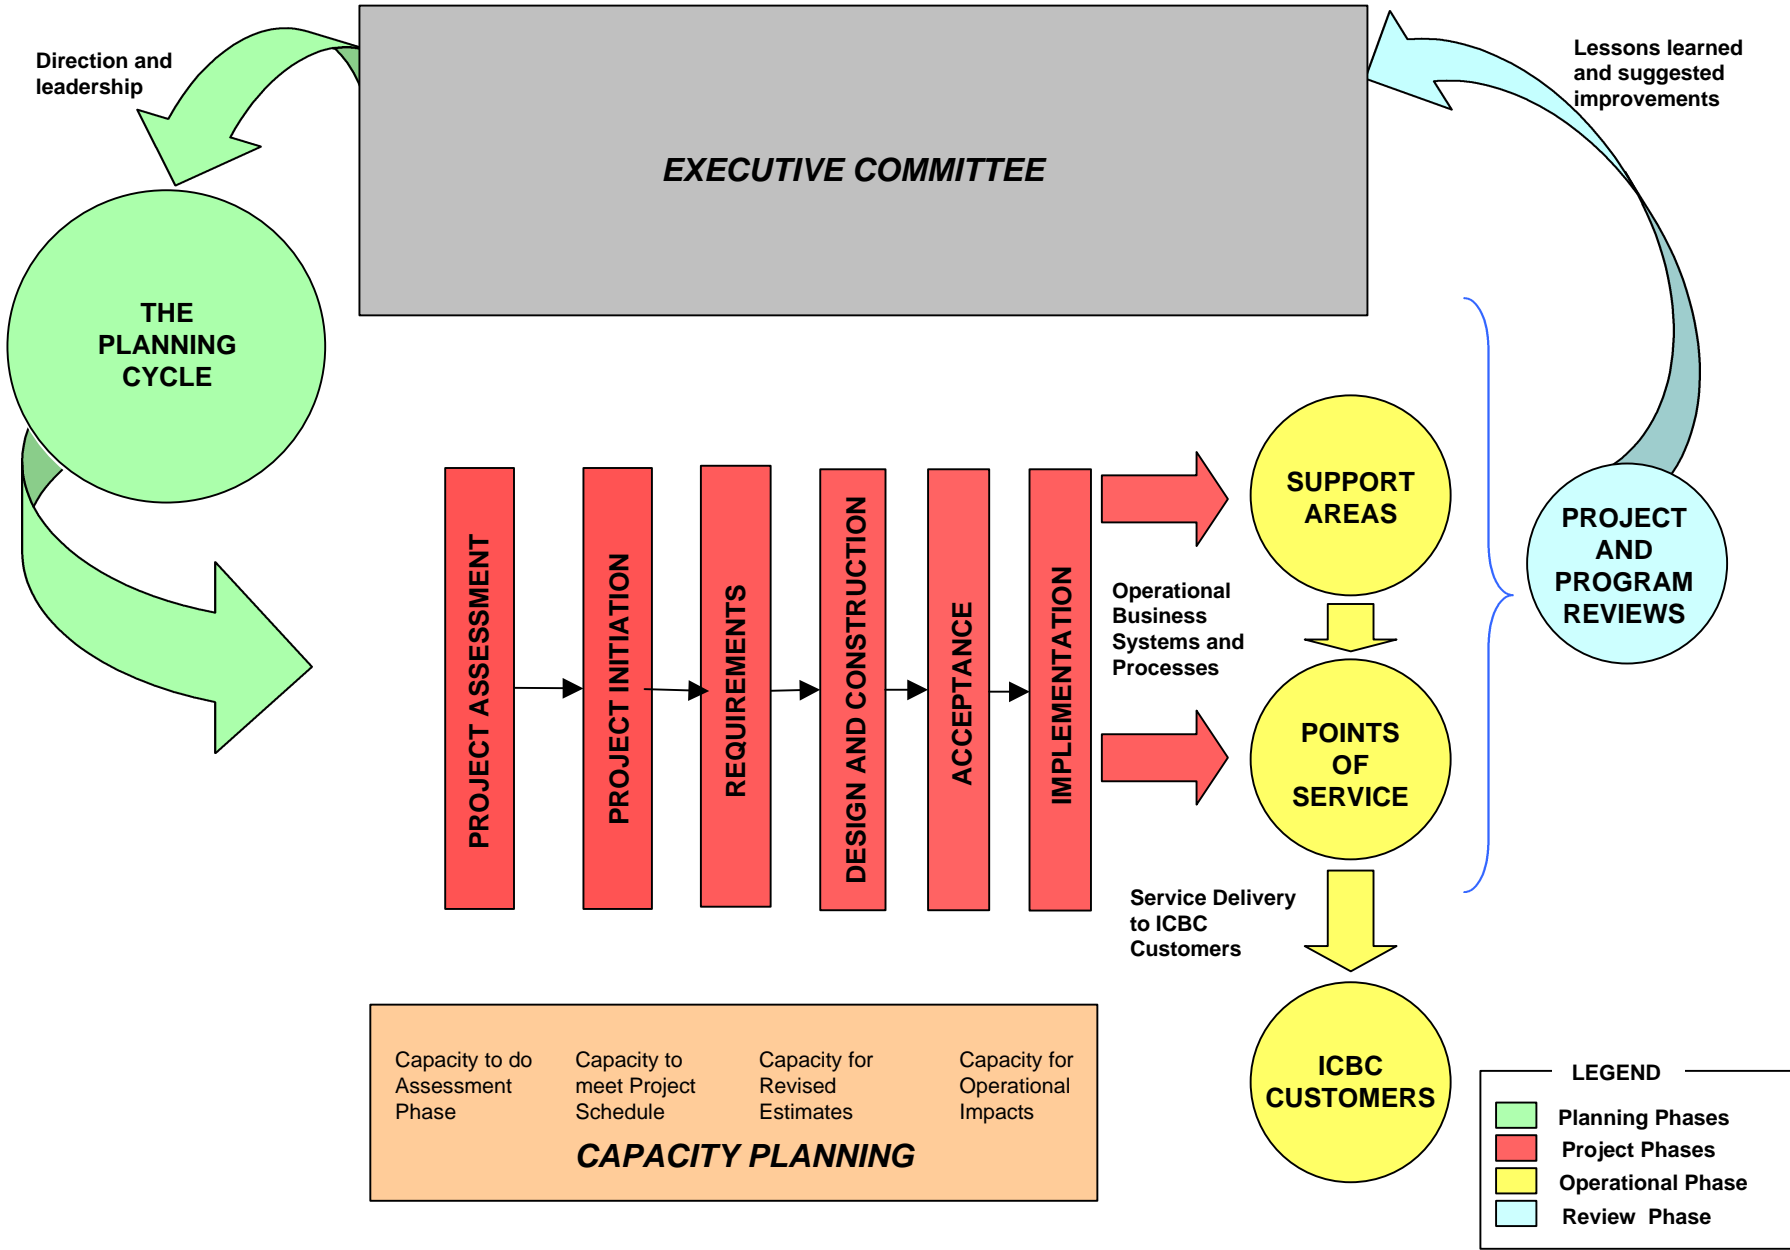 Direction and
leadership
EXECUTIVE COMMITTEE
Lessons learned
and suggested
improvements
THE
PLANNING
CYCLE
PROJECT ASSESSMENT
PROJECT INITIATION
REQUIREMENTS
DESIGN AND CONSTRUCTION
ACCEPTANCE
IMPLEMENTATION
Operational
Business
Systems and
Processes
SUPPORT
AREAS
POINTS
OF
SERVICE
PROJECT
AND
PROGRAM
REVIEWS
Service Delivery
to ICBC
Customers
ICBC
CUSTOMERS
Capacity to do
Assessment
Phase
Capacity to
meet Project
Schedule
Capacity for
Revised
Estimates
Capacity for
Operational
Impacts
CAPACITY PLANNING
LEGEND
Planning Phases
Project Phases
Operational Phase
Review Phase